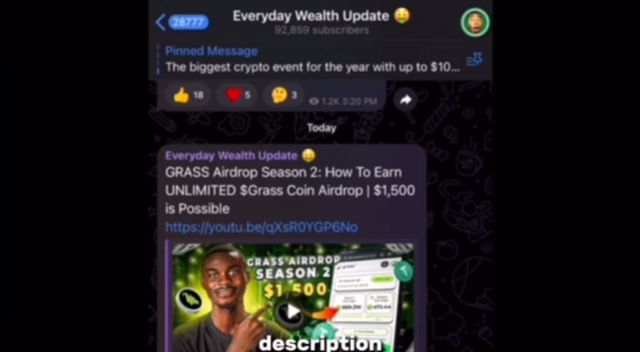 28777
Everyday Wealth Update 🤑
92,859 subscribers
Pinned Message
The biggest crypto event for the year with up to $10...
👍 18 ❤️ 5 🤔 3 1.2K 3:20 PM
Today
Everyday Wealth Update 🤑
GRASS Airdrop Season 2: How To Earn
UNLIMITED $Grass Coin Airdrop | $1,500
is Possible
https://youtu.be/qXsR0YGP6No
GRASS AIRDROP
SEASON 2
$1,500
description